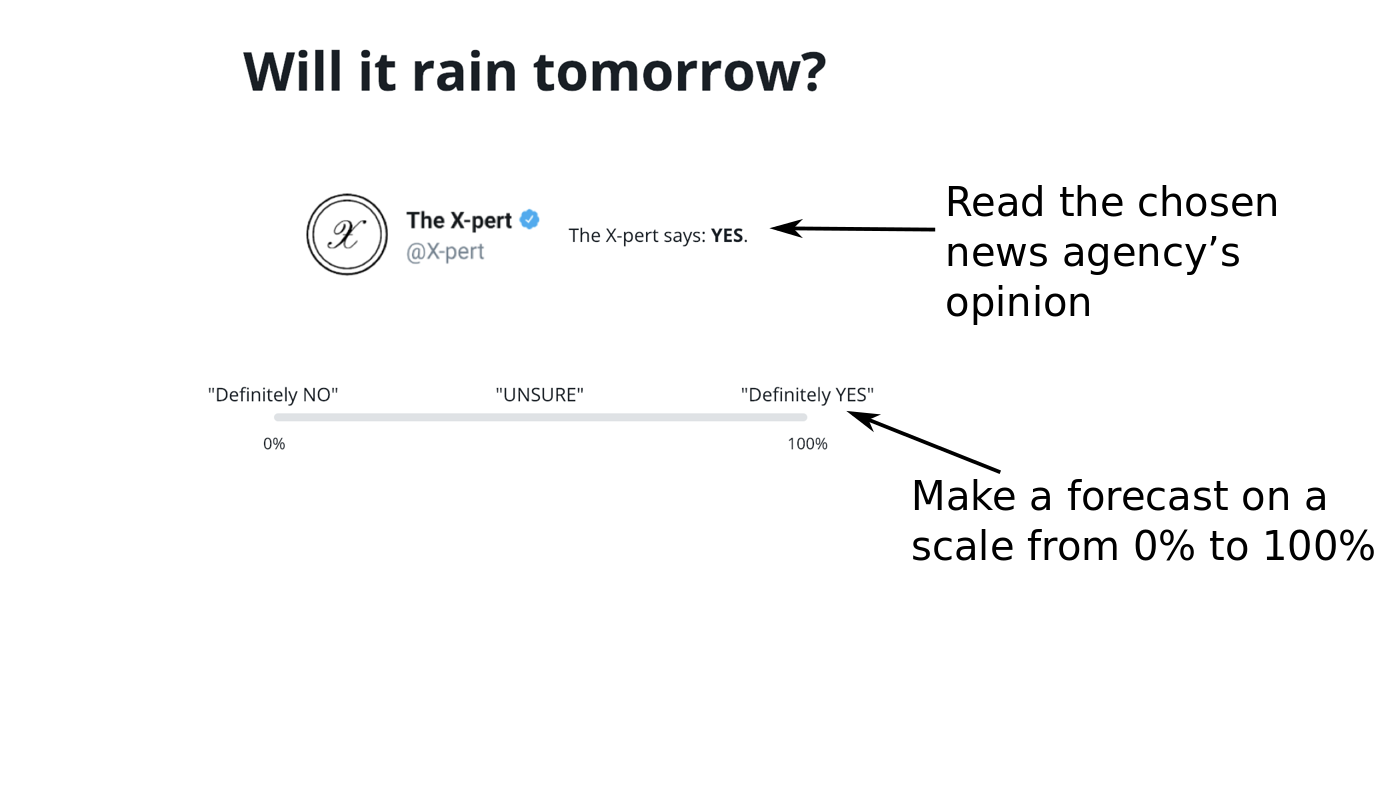 Will it rain tomorrow?
The X-pert
@X-pert
The X-pert says: YES.
Read the chosen
news agency’s
opinion
"Definitely NO" "UNSURE" "Definitely YES"
0% 100%
Make a forecast on a
scale from 0% to 100%